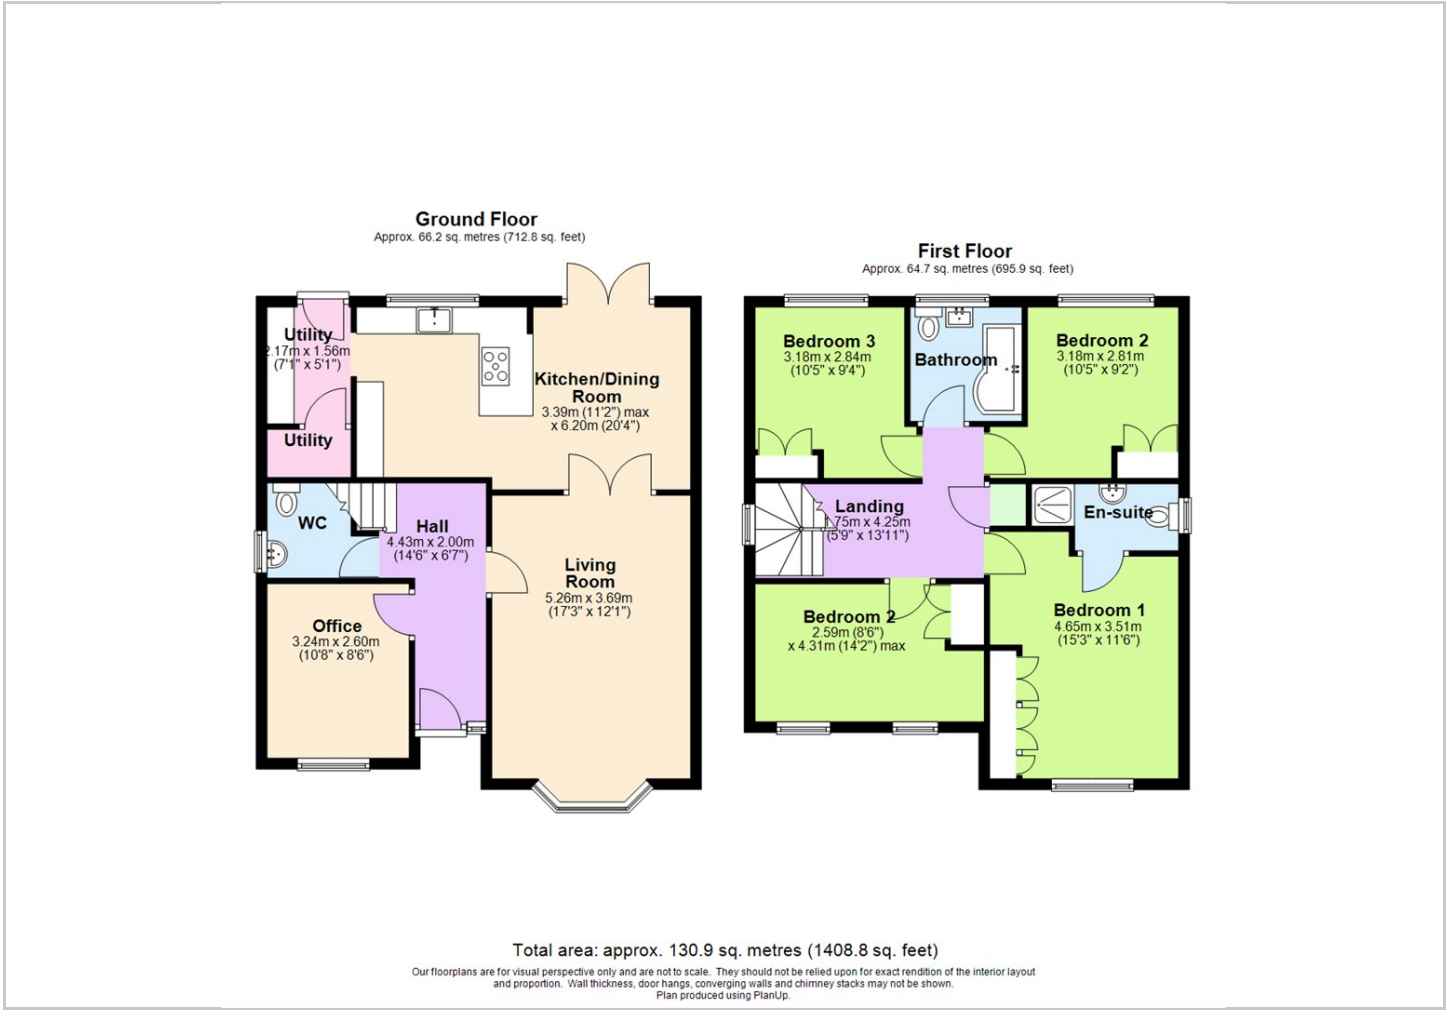 Ground Floor
Approx. 66.2 sq. metres (712.8 sq. feet)
Utility
2.17m x 1.56m
(7'1" x 5'1")
Utility
Kitchen/Dining
Room
3.39m (11'2") max
x 6.20m (20'4")
WC
Hall
4.43m x 2.00m
(14'6" x 6'7")
Living
Room
5.26m x 3.69m
(17'3" x 12'1")
Office
3.24m x 2.60m
(10'8" x 8'6")
First Floor
Approx. 64.7 sq. metres (695.9 sq. feet)
Bedroom 3
3.18m x 2.84m
(10'5" x 9'4")
Bathroom
Bedroom 2
3.18m x 2.81m
(10'5" x 9'2")
Landing
1.75m x 4.25m
(5'9" x 13'11")
En-suite
Bedroom 2
2.59m (8'6")
x 4.31m (14'2") max
Bedroom 1
4.65m x 3.51m
(15'3" x 11'6")
Total area: approx. 130.9 sq. metres (1408.8 sq. feet)
Our floorplans are for visual perspective only and are not to scale. They should not be relied upon for exact rendition of the interior layout
and proportion. Wall thickness, door hangs, converging walls and chimney stacks may not be shown.
Plan produced using PlanUp.